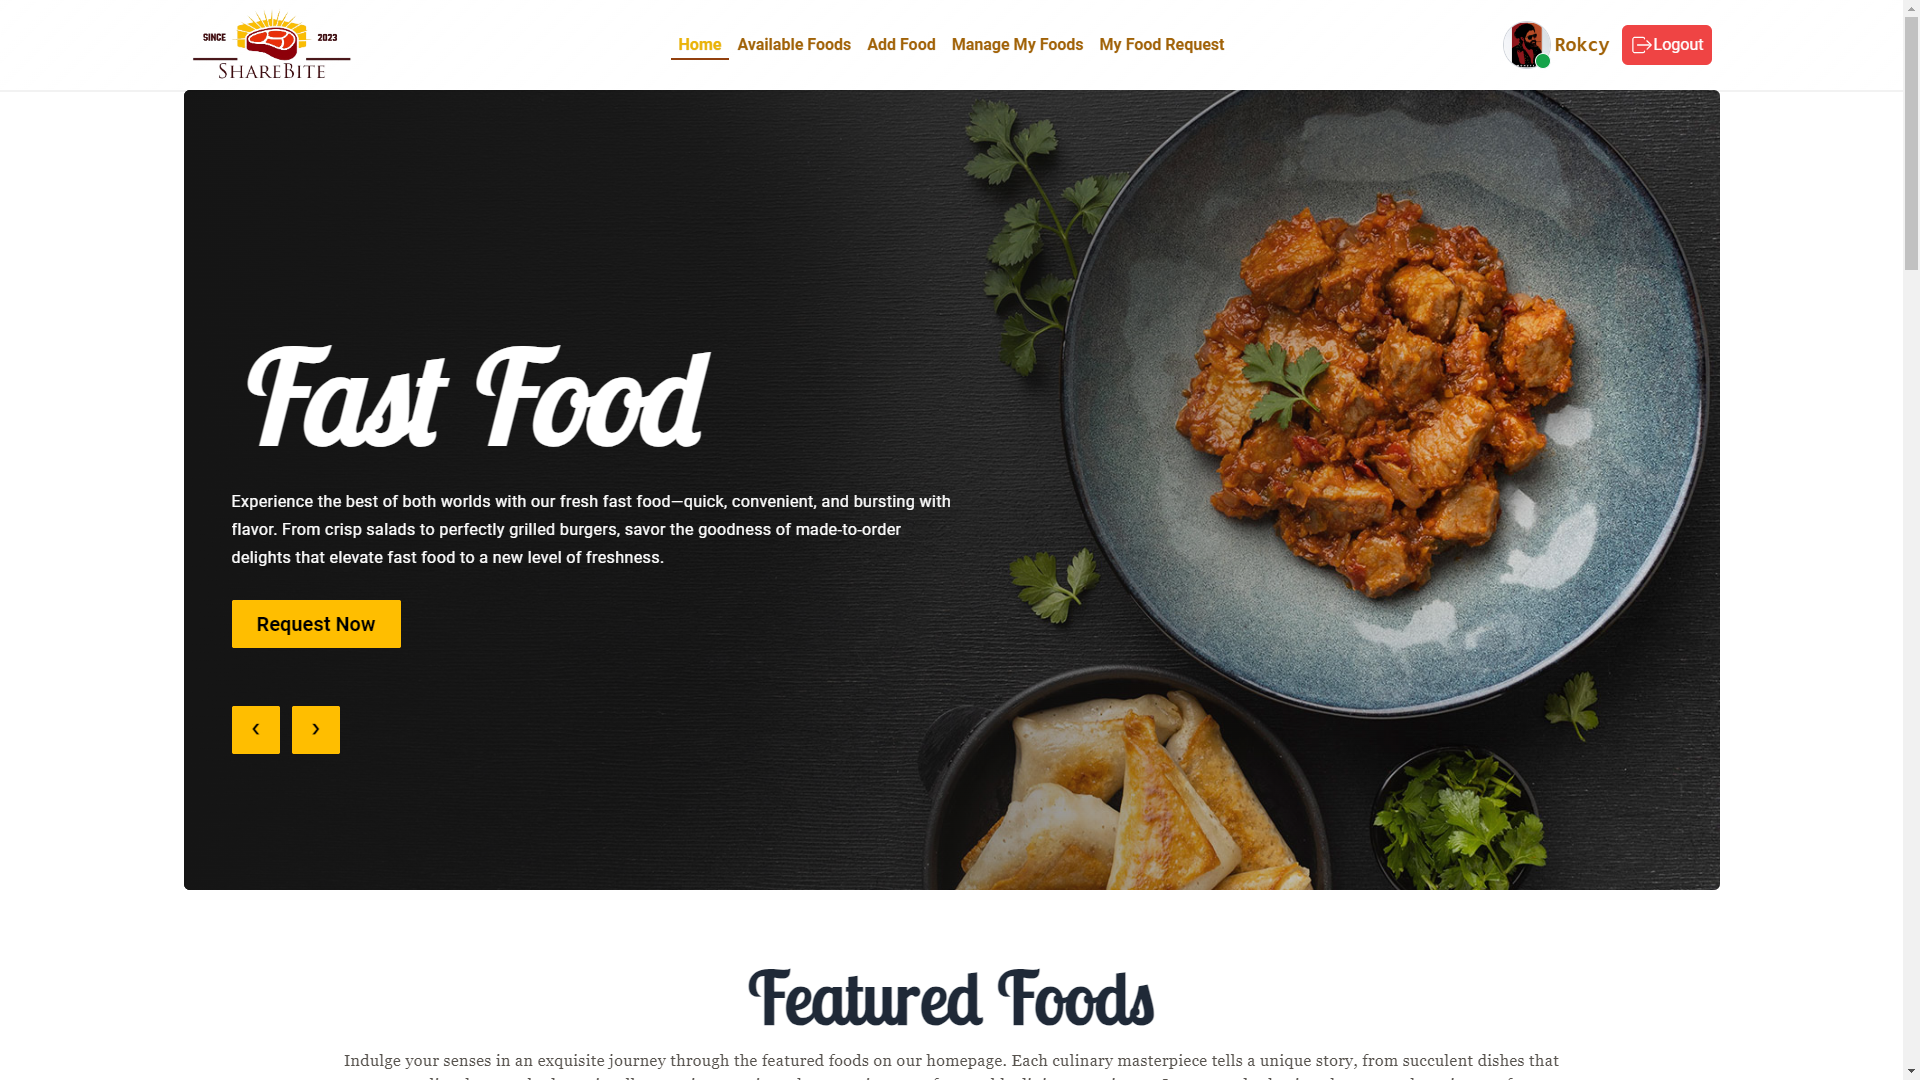 SINCE 2023
SHAREBITE
Home Available Foods Add Food Manage My Foods My Food Request
Rokcy
Logout
Fast Food
Experience the best of both worlds with our fresh fast food—quick, convenient, and bursting with
flavor. From crisp salads to perfectly grilled burgers, savor the goodness of made-to-order
delights that elevate fast food to a new level of freshness.
Request Now
‹ ›
Featured Foods
Indulge your senses in an exquisite journey through the featured foods on our homepage. Each culinary masterpiece tells a unique story, from succulent dishes that